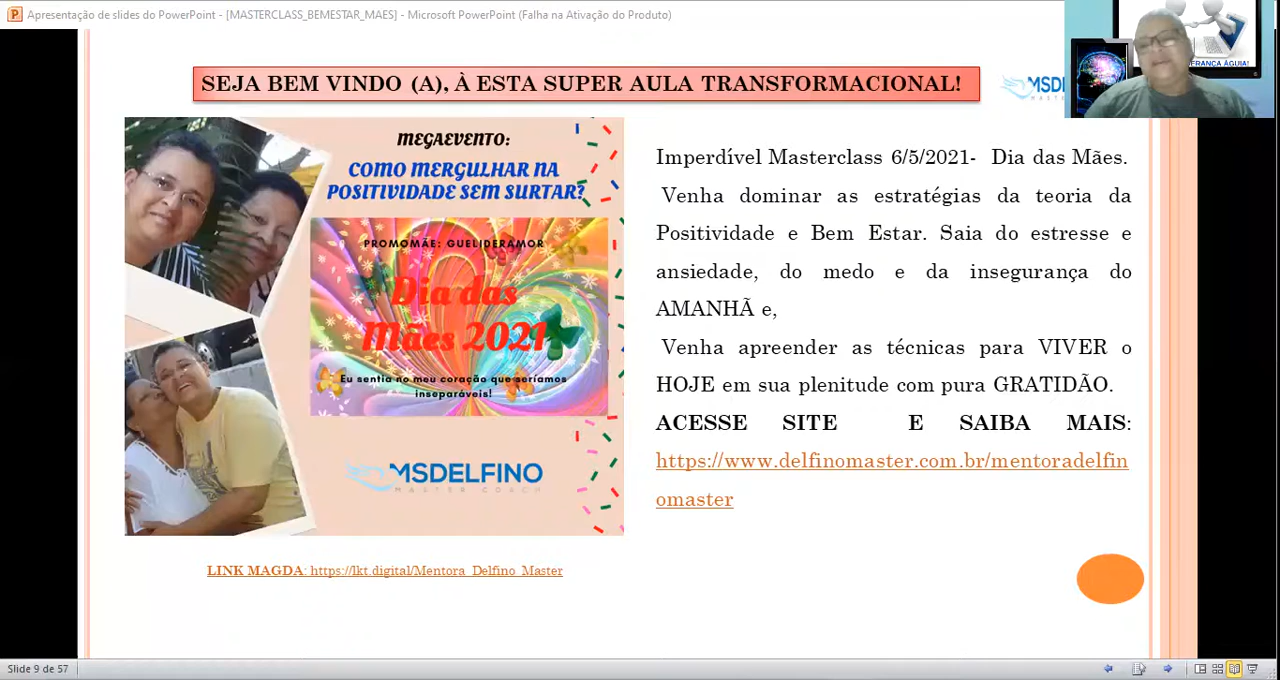 Apresentação de slides do PowerPoint - [MASTERCLASS_BEMESTAR_MAES] - Microsoft PowerPoint (Falha na Ativação do Produto)
SEJA BEM VINDO (A), À ESTA SUPER AULA TRANSFORMACIONAL!
MSDEL
FRANÇA ÁGUIA!
MEGAEVENTO:
COMO MERGULHAR NA
POSITIVIDADE SEM SURTAR?
PROMOMÃE: GUELIDERAMOR
Dia das
Mães 2021
Eu sentia no meu coração que seríamos
inseparáveis!
MSDELFINO
MASTER COACH
LINK MAGDA: https://lkt.digital/Mentora_Delfino_Master
Imperdível Masterclass 6/5/2021- Dia das Mães.
Venha dominar as estratégias da teoria da
Positividade e Bem Estar. Saia do estresse e
ansiedade, do medo e da insegurança do
AMANHÃ e,
Venha apreender as técnicas para VIVER o
HOJE em sua plenitude com pura GRATIDÃO.
ACESSE SITE E SAIBA MAIS:
https://www.delfinomaster.com.br/mentoradelfin
omaster
Slide 9 de 57